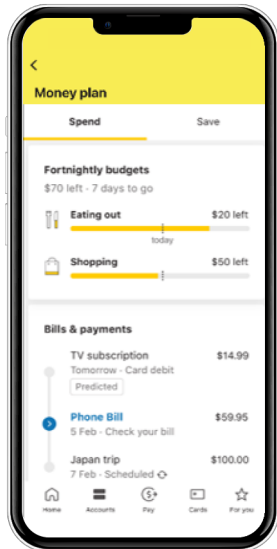 Money plan
Spend Save
Fortnightly budgets
$70 left - 7 days to go
Eating out $20 left
today
Shopping $50 left
Bills & payments
TV subscription $14.99
Tomorrow - Card debit
Predicted
Phone Bill $59.95
5 Feb - Check your bill
Japan trip $100.00
7 Feb - Scheduled
Home Accounts Pay Cards For you